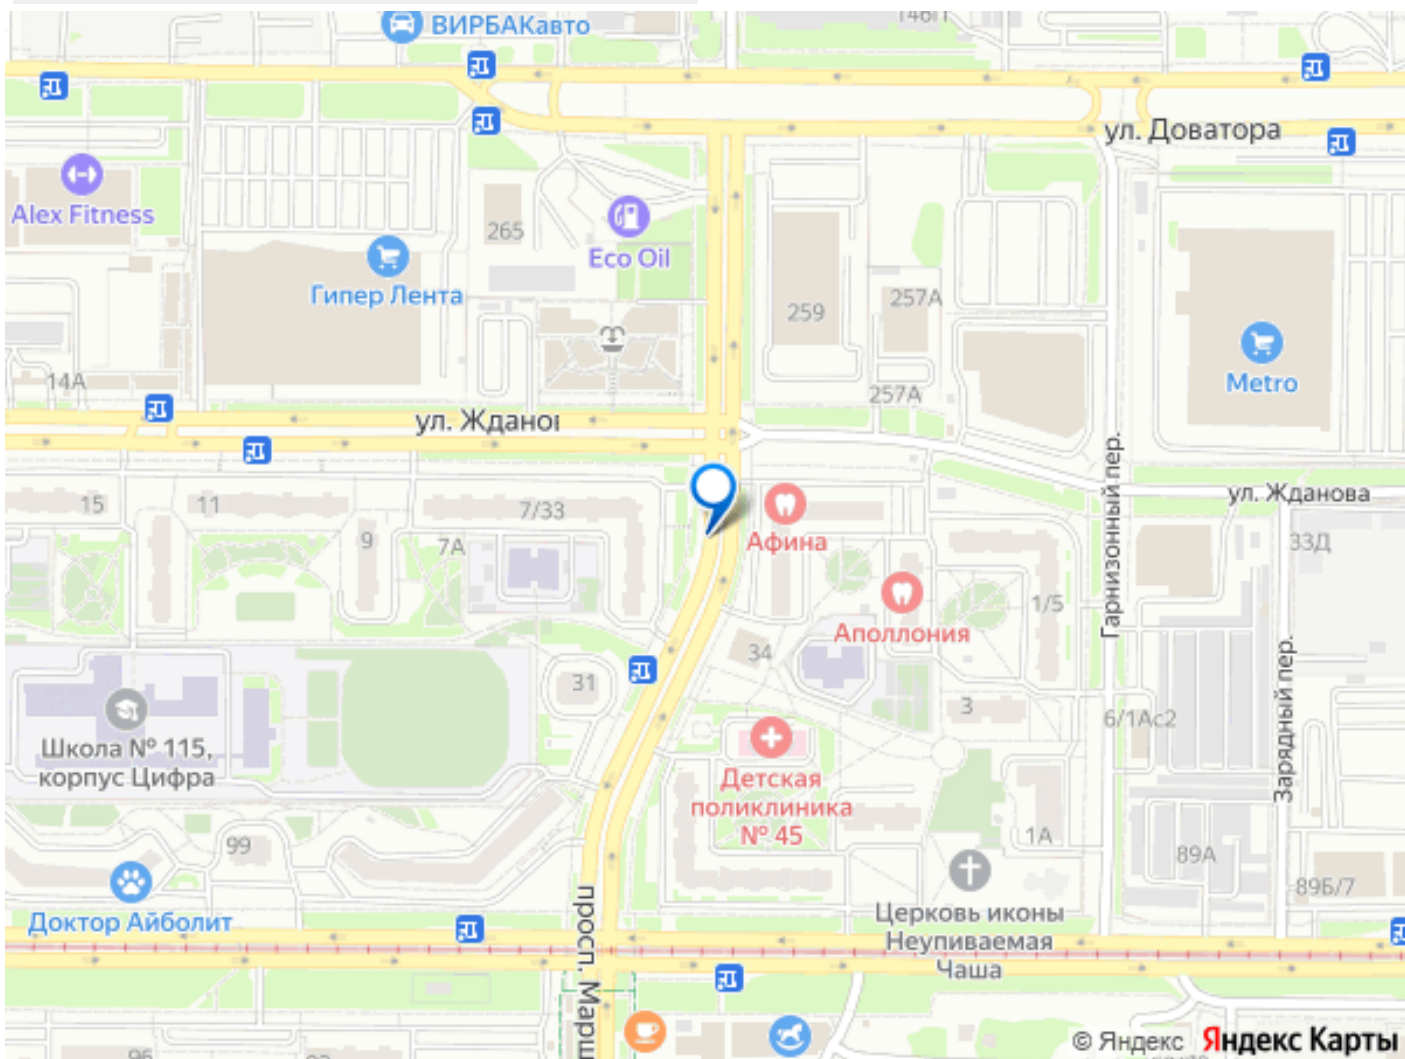 146П
ВИРБАКавто
ул. Доватора
Alex Fitness
265
Eco Oil
Гипер Лента
259
257А
Metro
14А
257А
ул. Ждано
Гарнизонный пер.
ул. Жданова
15
11
7/33
9
7А
Афина
33Д
Аполлония
1/5
34
31
3
6/1Ас2
Зарядный пер.
Школа № 115,
корпус Цифра
Детская
поликлиника
№ 45
99
1А
89А
89Б/7
Доктор Айболит
Церковь иконы
Неупиваемая
Чаша
просп. Марш
96
© Яндекс Яндекс Карты